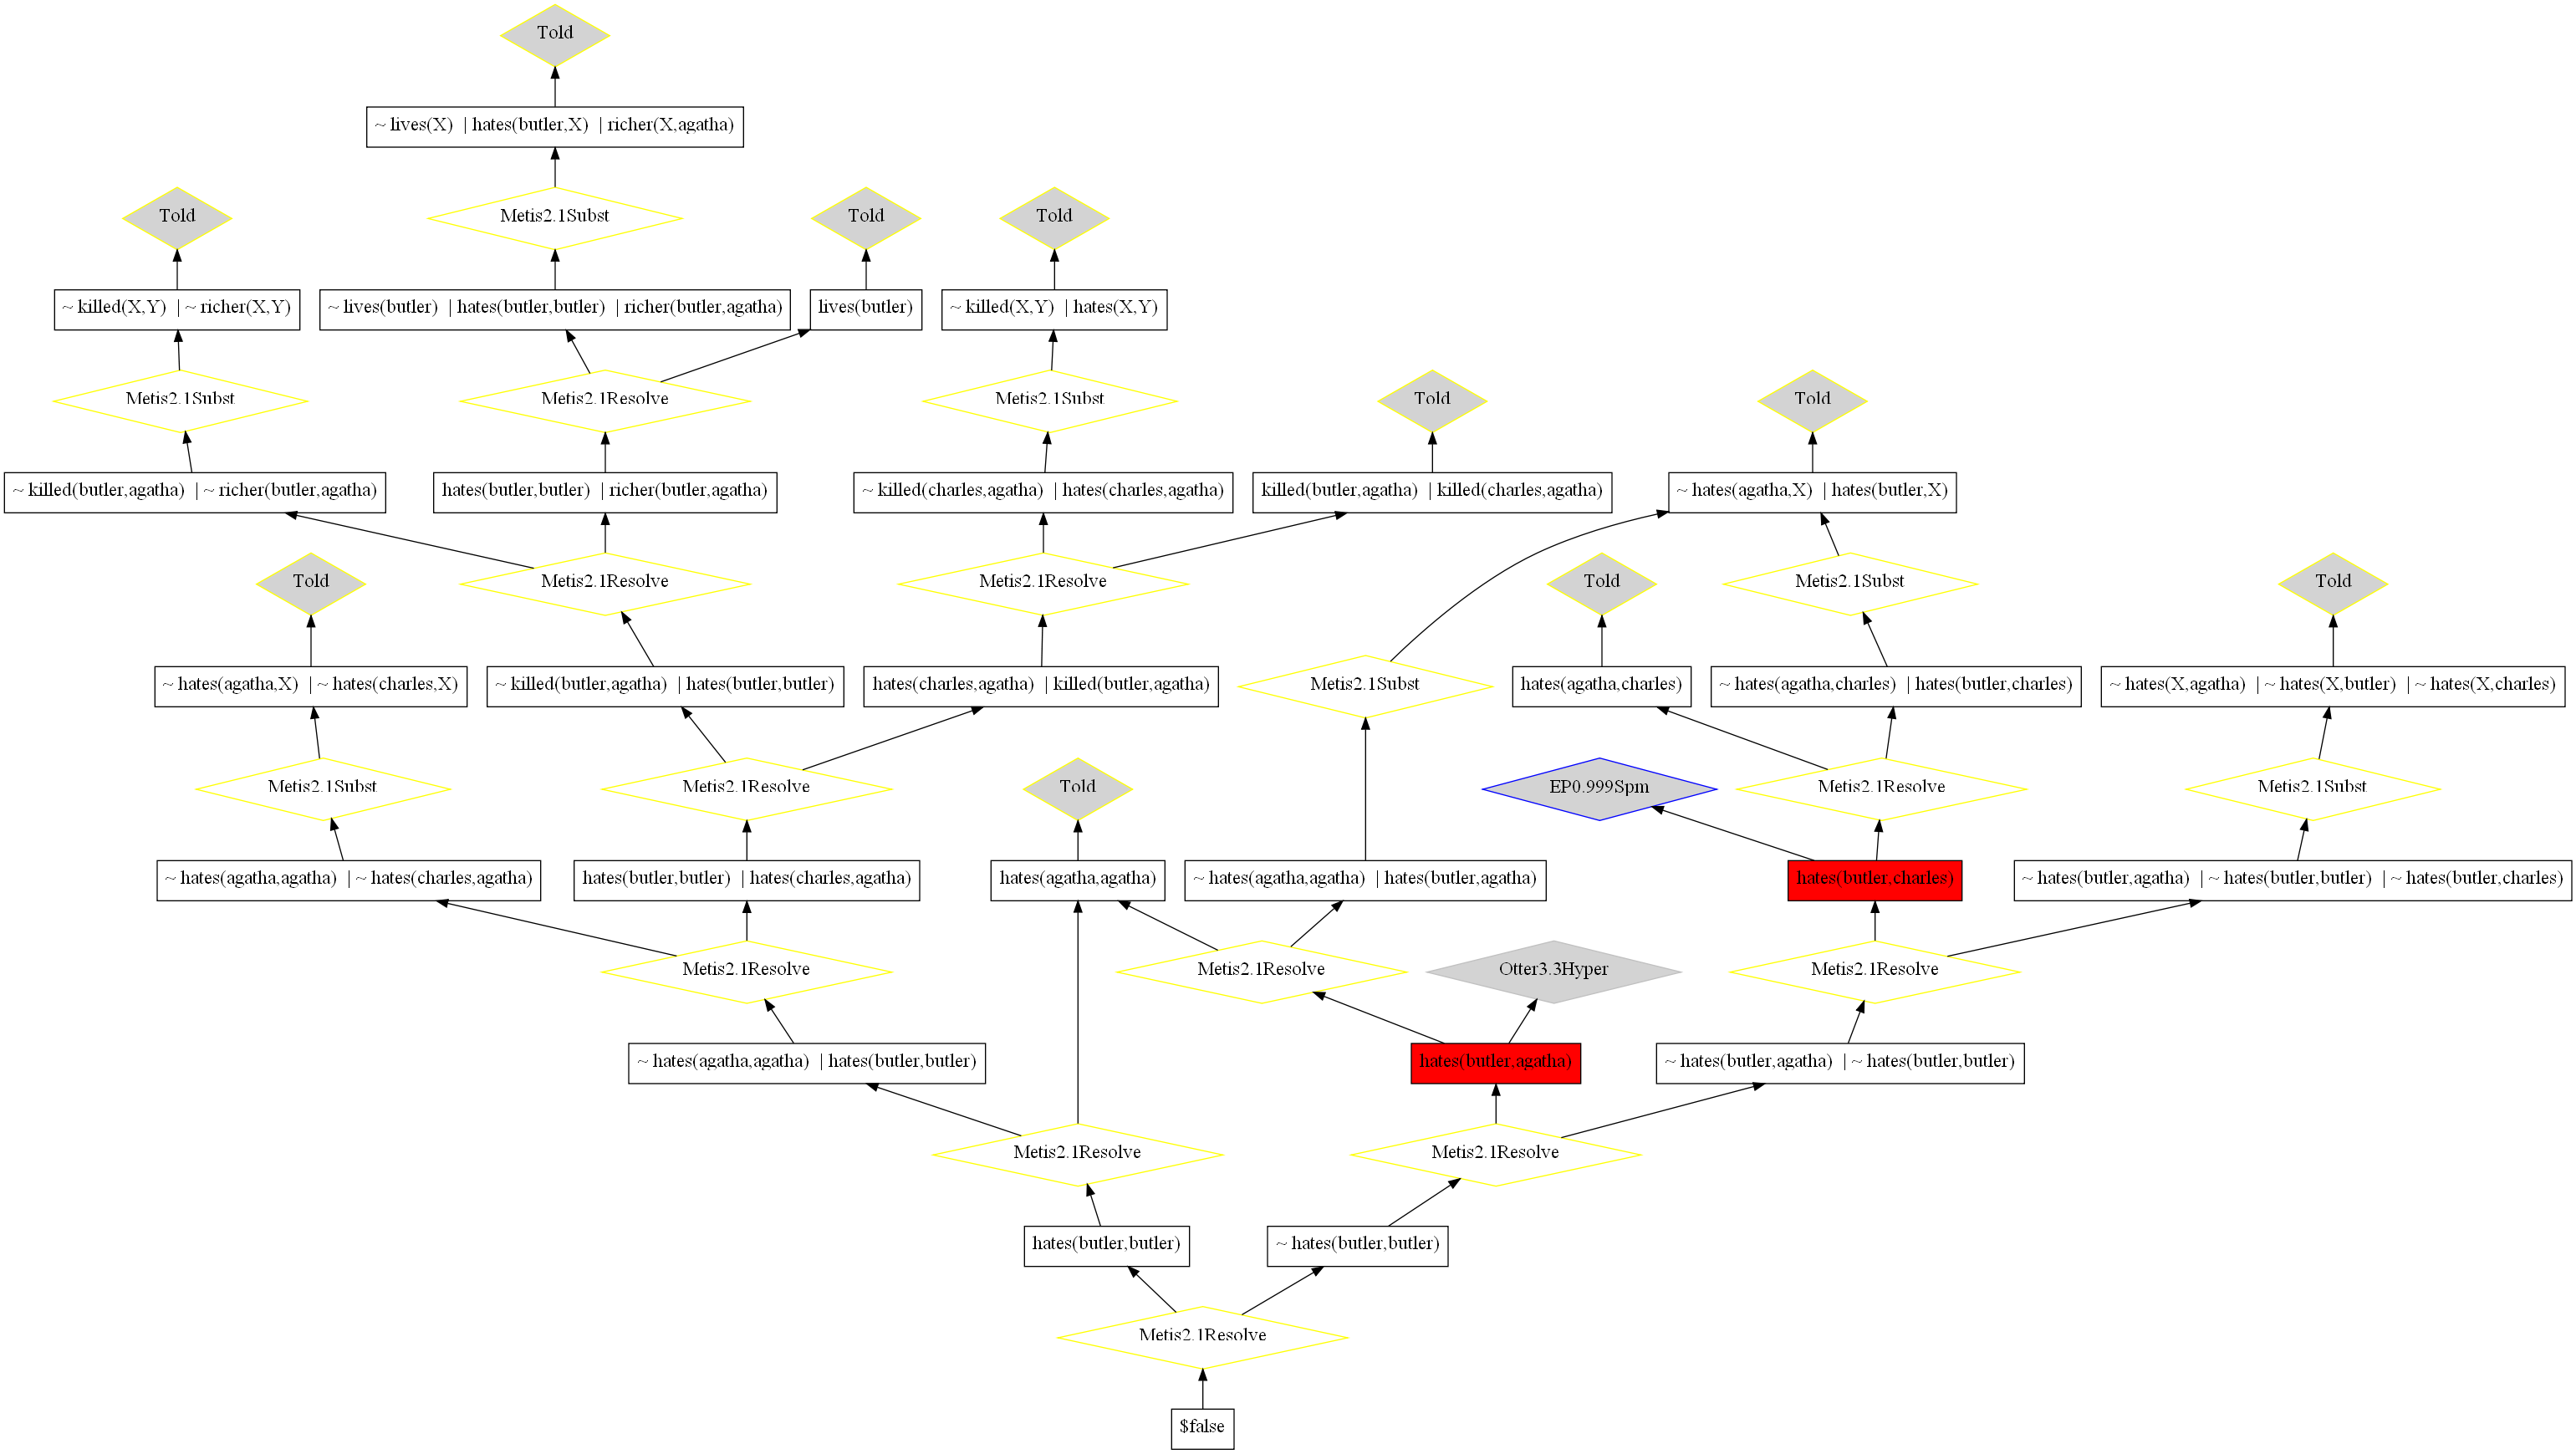 Told
~ lives(X) | hates(butler,X) | richer(X,agatha)
Told
Metis2.1Subst
Told
Told
~ killed(X,Y) | ~ richer(X,Y)
~ lives(butler) | hates(butler,butler) | richer(butler,agatha)
lives(butler)
~ killed(X,Y) | hates(X,Y)
Metis2.1Subst
Metis2.1Resolve
Metis2.1Subst
Told
Told
~ killed(butler,agatha) | ~ richer(butler,agatha)
hates(butler,butler) | richer(butler,agatha)
~ killed(charles,agatha) | hates(charles,agatha)
killed(butler,agatha) | killed(charles,agatha)
~ hates(agatha,X) | hates(butler,X)
Told
Metis2.1Resolve
Metis2.1Resolve
Told
Metis2.1Subst
Told
~ hates(agatha,X) | ~ hates(charles,X)
~ killed(butler,agatha) | hates(butler,butler)
hates(charles,agatha) | killed(butler,agatha)
Metis2.1Subst
hates(agatha,charles)
~ hates(agatha,charles) | hates(butler,charles)
~ hates(X,agatha) | ~ hates(X,butler) | ~ hates(X,charles)
Metis2.1Subst
Metis2.1Resolve
Told
EP0.999Spm
Metis2.1Resolve
Metis2.1Subst
~ hates(agatha,agatha) | ~ hates(charles,agatha)
hates(butler,butler) | hates(charles,agatha)
hates(agatha,agatha)
~ hates(agatha,agatha) | hates(butler,agatha)
hates(butler,charles)
~ hates(butler,agatha) | ~ hates(butler,butler) | ~ hates(butler,charles)
Metis2.1Resolve
Metis2.1Resolve
Otter3.3Hyper
Metis2.1Resolve
~ hates(agatha,agatha) | hates(butler,butler)
hates(butler,agatha)
~ hates(butler,agatha) | ~ hates(butler,butler)
Metis2.1Resolve
Metis2.1Resolve
hates(butler,butler)
~ hates(butler,butler)
Metis2.1Resolve
$false